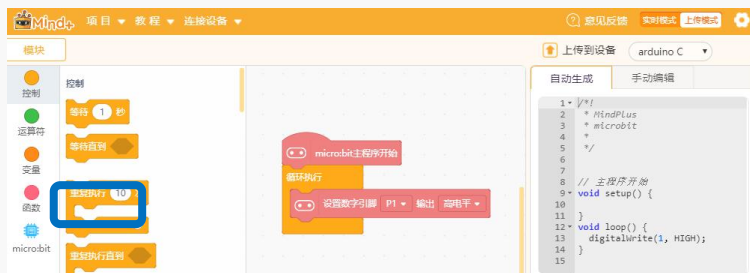 Mind+ 项目 教程 连接设备 意见反馈 实时模式 上传模式
模块 上传到设备 arduino C
控制 控制 自动生成 手动编辑
等待 1 秒
运算符
等待直到
变量
重复执行 10
函数
micro:bit
重复执行直到
micro:bit主程序开始
循环执行
设置数字引脚 P1 输出 高电平
1 /*!
2 * MindPlus
3 * microbit
4 *
5 */
6
7
8 // 主程序开始
9 void setup() {
10
11 }
12 void loop() {
13 digitalWrite(1, HIGH);
14 }
15